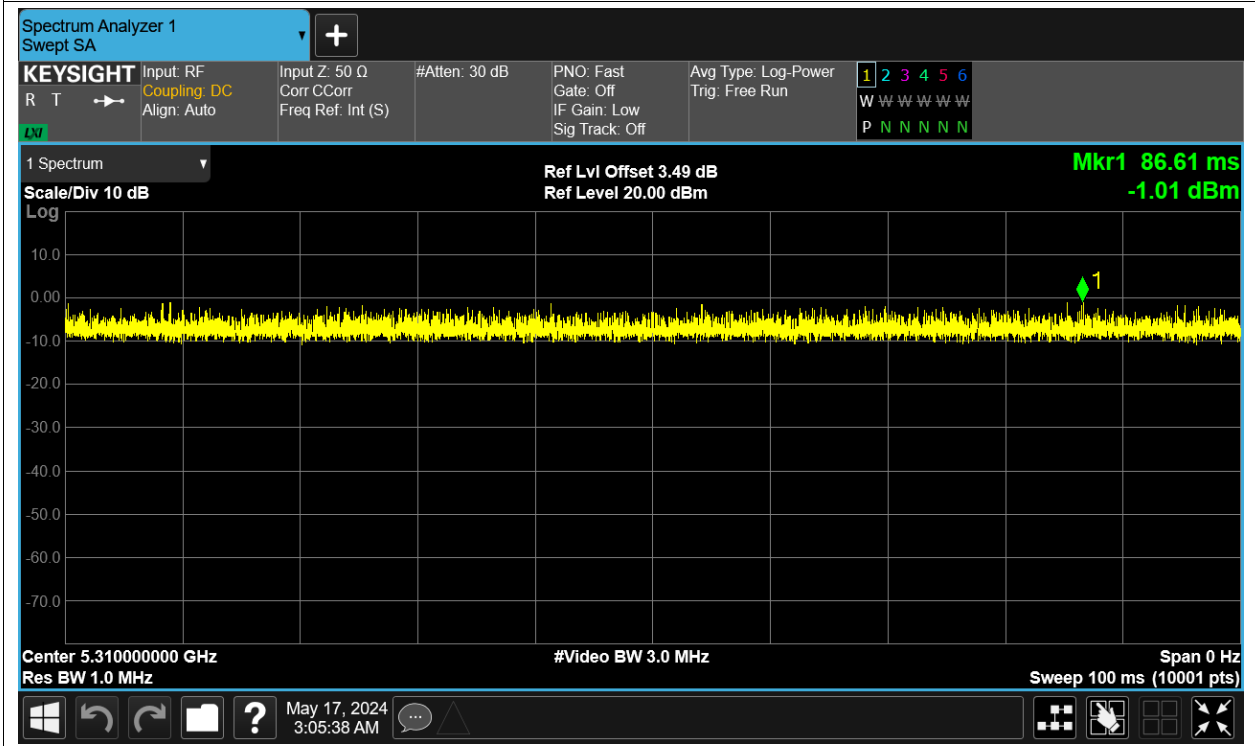 Spectrum Analyzer 1
Swept SA
KEYSIGHT
R T
LXI
Input: RF
Coupling: DC
Align: Auto
Input Z: 50 Ω
Corr CCorr
Freq Ref: Int (S)
#Atten: 30 dB
PNO: Fast
Gate: Off
IF Gain: Low
Sig Track: Off
Avg Type: Log-Power
Trig: Free Run
1 2 3 4 5 6
W W W W W W
P N N N N N
1 Spectrum
Scale/Div 10 dB
Log
Ref Lvl Offset 3.49 dB
Ref Level 20.00 dBm
Mkr1 86.61 ms
-1.01 dBm
10.0
0.00
-10.0
-20.0
-30.0
-40.0
-50.0
-60.0
-70.0
1
Center 5.310000000 GHz
Res BW 1.0 MHz
#Video BW 3.0 MHz
Span 0 Hz
Sweep 100 ms (10001 pts)
?
May 17, 2024
3:05:38 AM